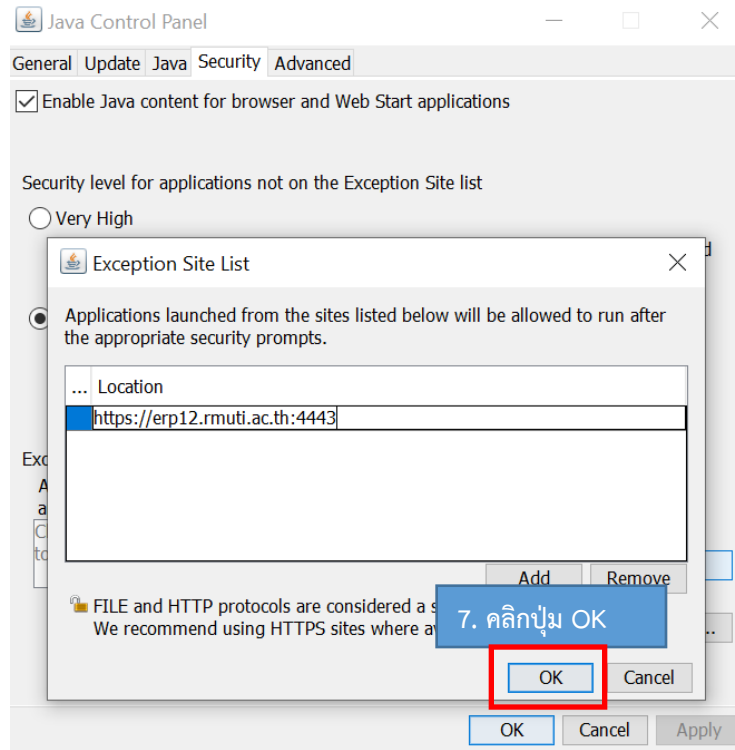 Java Control Panel
General Update Java Security Advanced
Enable Java content for browser and Web Start applications
Security level for applications not on the Exception Site list
Very High
Exception Site List
Applications launched from the sites listed below will be allowed to run after
the appropriate security prompts.
... Location
https://erp12.rmuti.ac.th:4443
Add Remove
FILE and HTTP protocols are considered a
We recommend using HTTPS sites where
7. คลิกปุ่ม OK
OK Cancel
OK Cancel Apply